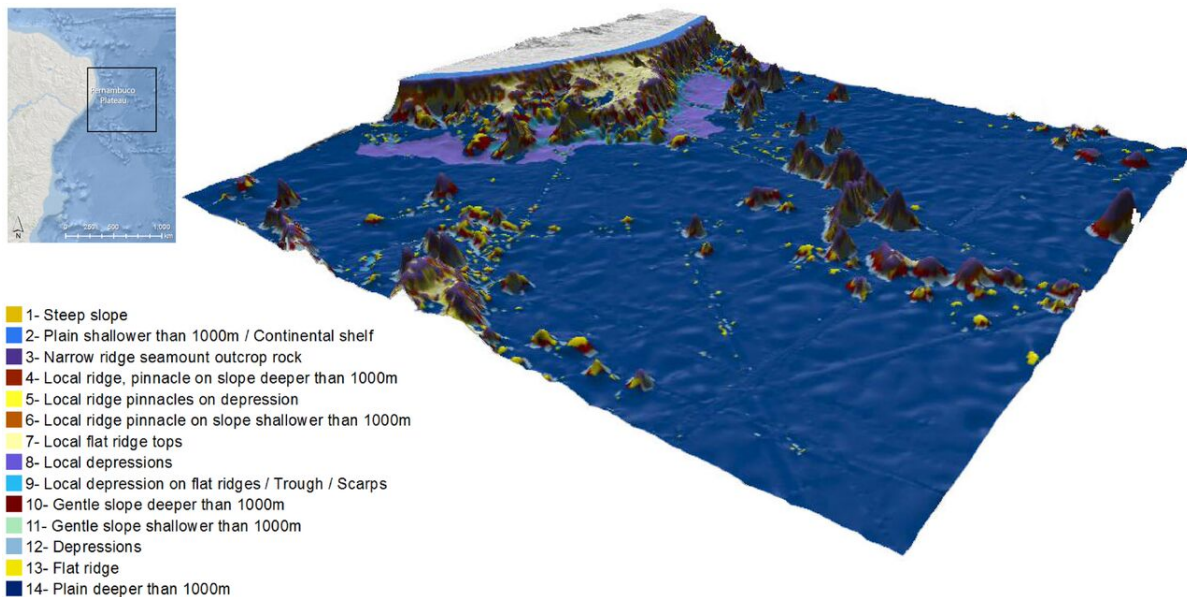 Pernambuco
Plateau
N
0 250 500 1.000
km
1- Steep slope
2- Plain shallower than 1000m / Continental shelf
3- Narrow ridge seamount outcrop rock
4- Local ridge, pinnacle on slope deeper than 1000m
5- Local ridge pinnacles on depression
6- Local ridge pinnacle on slope shallower than 1000m
7- Local flat ridge tops
8- Local depressions
9- Local depression on flat ridges / Trough / Scarps
10- Gentle slope deeper than 1000m
11- Gentle slope shallower than 1000m
12- Depressions
13- Flat ridge
14- Plain deeper than 1000m